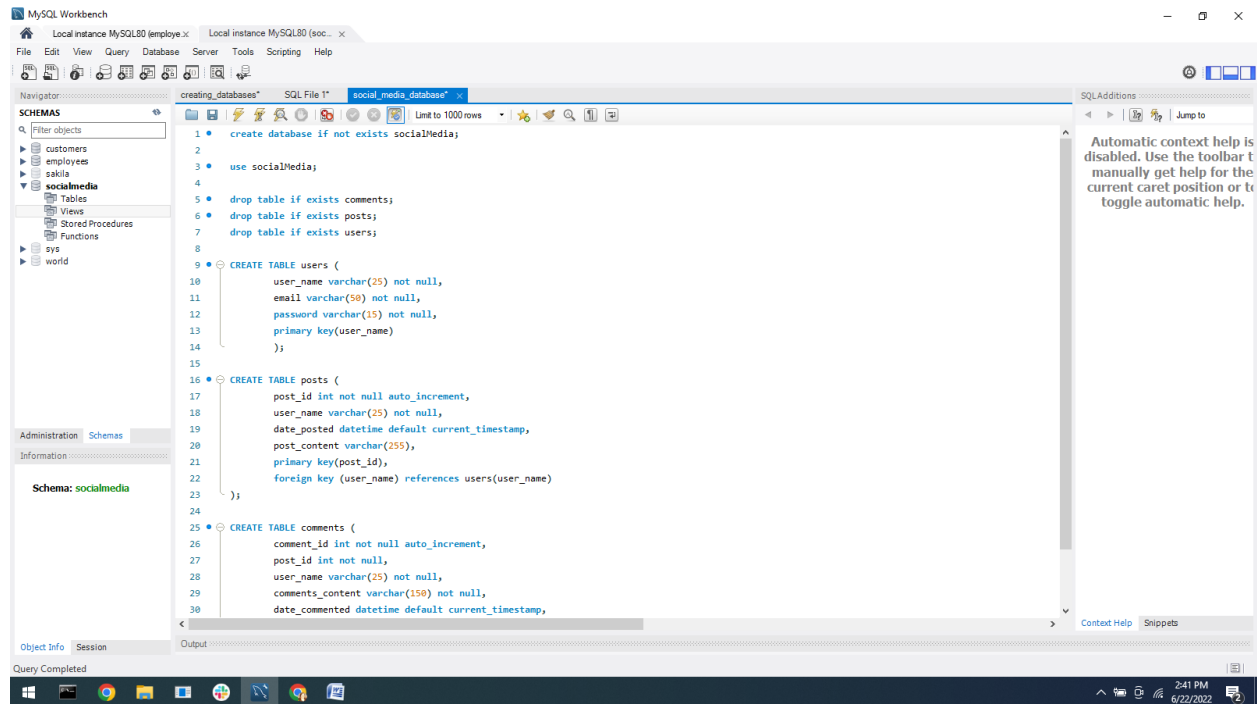 MySQL Workbench
Local instance MySQL80 (employe... × Local instance MySQL80 (soc... ×
File Edit View Query Database Server Tools Scripting Help
Navigator
SCHEMAS
Filter objects
customers
employees
sakila
socialmedia
Tables
Views
Stored Procedures
Functions
sys
world
Administration Schemas
Information
Schema: socialmedia
Object Info Session
creating_databases* SQL File 1* social_media_database* ×
Limit to 1000 rows
1 create database if not exists socialMedia;
2
3 use socialMedia;
4
5 drop table if exists comments;
6 drop table if exists posts;
7 drop table if exists users;
8
9 CREATE TABLE users (
10 user_name varchar(25) not null,
11 email varchar(50) not null,
12 password varchar(15) not null,
13 primary key(user_name)
14 );
15
16 CREATE TABLE posts (
17 post_id int not null auto_increment,
18 user_name varchar(25) not null,
19 date_posted datetime default current_timestamp,
20 post_content varchar(255),
21 primary key(post_id),
22 foreign key (user_name) references users(user_name)
23 );
24
25 CREATE TABLE comments (
26 comment_id int not null auto_increment,
27 post_id int not null,
28 user_name varchar(25) not null,
29 comments_content varchar(150) not null,
30 date_commented datetime default current_timestamp,
Output
SQLAdditions
Jump to
Automatic context help is
disabled. Use the toolbar t
manually get help for the
current caret position or to
toggle automatic help.
Context Help Snippets
Query Completed
2:41 PM
6/22/2022
2